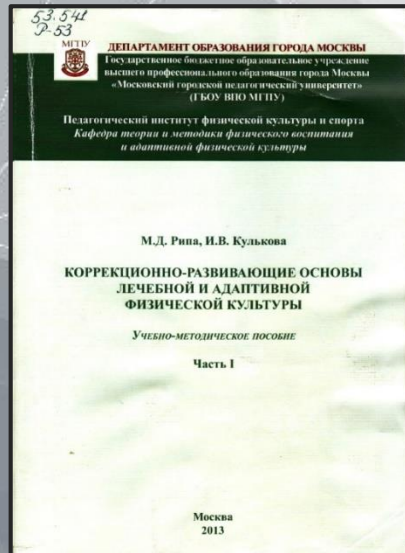 53.541
Р-53
МГПУ
ДЕПАРТАМЕНТ ОБРАЗОВАНИЯ ГОРОДА МОСКВЫ
Государственное бюджетное образовательное учреждение
высшего профессионального образования города Москвы
«Московский городской педагогический университет»
(ГБОУ ВПО МГПУ)
Педагогический институт физической культуры и спорта
Кафедра теории и методики физического воспитания
и адаптивной физической культуры
М.Д. Рипа, И.В. Кулькова
КОРРЕКЦИОННО-РАЗВИВАЮЩИЕ ОСНОВЫ
ЛЕЧЕБНОЙ И АДАПТИВНОЙ
ФИЗИЧЕСКОЙ КУЛЬТУРЫ
Учебно-методическое пособие
Часть I
Москва
2013